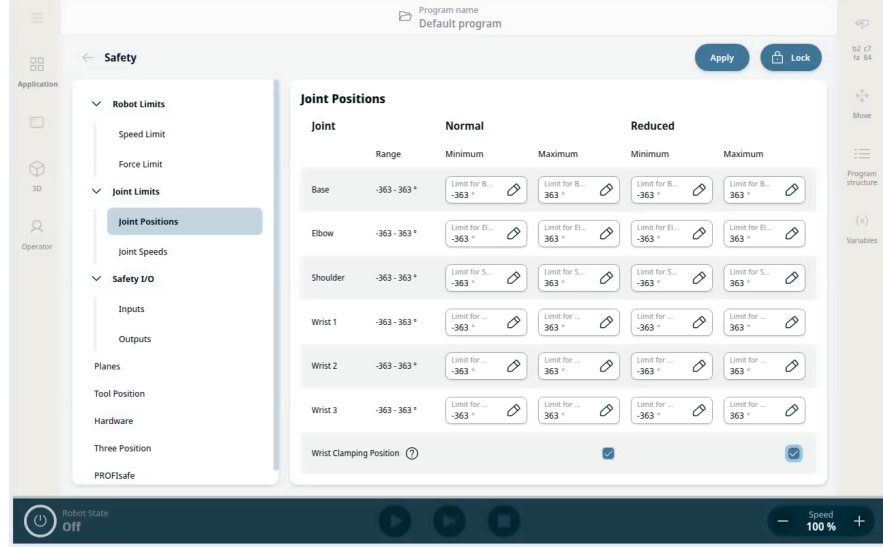 Program name
Default program
Safety
Apply
Lock
b2 c7
fa 84
Application
3D
Operator
Move
Program
structure
{x}
Variables
Robot Limits
Speed Limit
Force Limit
Joint Limits
Joint Positions
Joint Speeds
Safety I/O
Inputs
Outputs
Planes
Tool Position
Hardware
Three Position
PROFIsafe
Joint Positions
Joint Normal Reduced
Range Minimum Maximum Minimum Maximum
Limit for B... Limit for B... Limit for B... Limit for B...
Base -363 - 363 ° -363 ° 363 ° -363 ° 363 °
Limit for El... Limit for El... Limit for El... Limit for El...
Elbow -363 - 363 ° -363 ° 363 ° -363 ° 363 °
Limit for S... Limit for S... Limit for S... Limit for S...
Shoulder -363 - 363 ° -363 ° 363 ° -363 ° 363 °
Limit for ... Limit for ... Limit for ... Limit for ...
Wrist 1 -363 - 363 ° -363 ° 363 ° -363 ° 363 °
Limit for ... Limit for ... Limit for ... Limit for ...
Wrist 2 -363 - 363 ° -363 ° 363 ° -363 ° 363 °
Limit for ... Limit for ... Limit for ... Limit for ...
Wrist 3 -363 - 363 ° -363 ° 363 ° -363 ° 363 °
Wrist Clamping Position ?
Robot State
Off
Speed
100 %